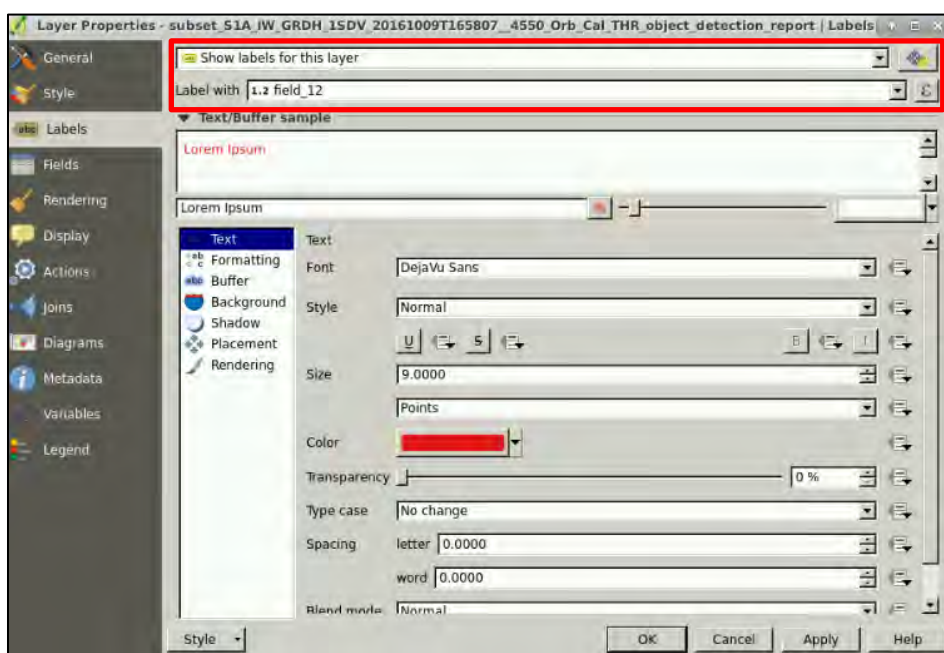 Layer Properties - subset_S1A_IW_GRDH_1SDV_20161009T165807__4550_Orb_Cal_THR_object_detection_report | Labels
General
Style
abc Labels
Fields
Rendering
Display
Actions
Joins
Diagrams
Metadata
Variables
Legend
Show labels for this layer
Label with 1.2 field_12
ε
Text/Buffer sample
Lorem Ipsum
Lorem Ipsum
Text
Formatting
abc Buffer
Background
Shadow
Placement
Rendering
Text
Font DejaVu Sans
Style Normal
U S B I
Size 9.0000
Points
Color
Transparency 0 %
Type case No change
Spacing letter 0.0000
word 0.0000
Blend mode Normal
Style OK Cancel Apply Help